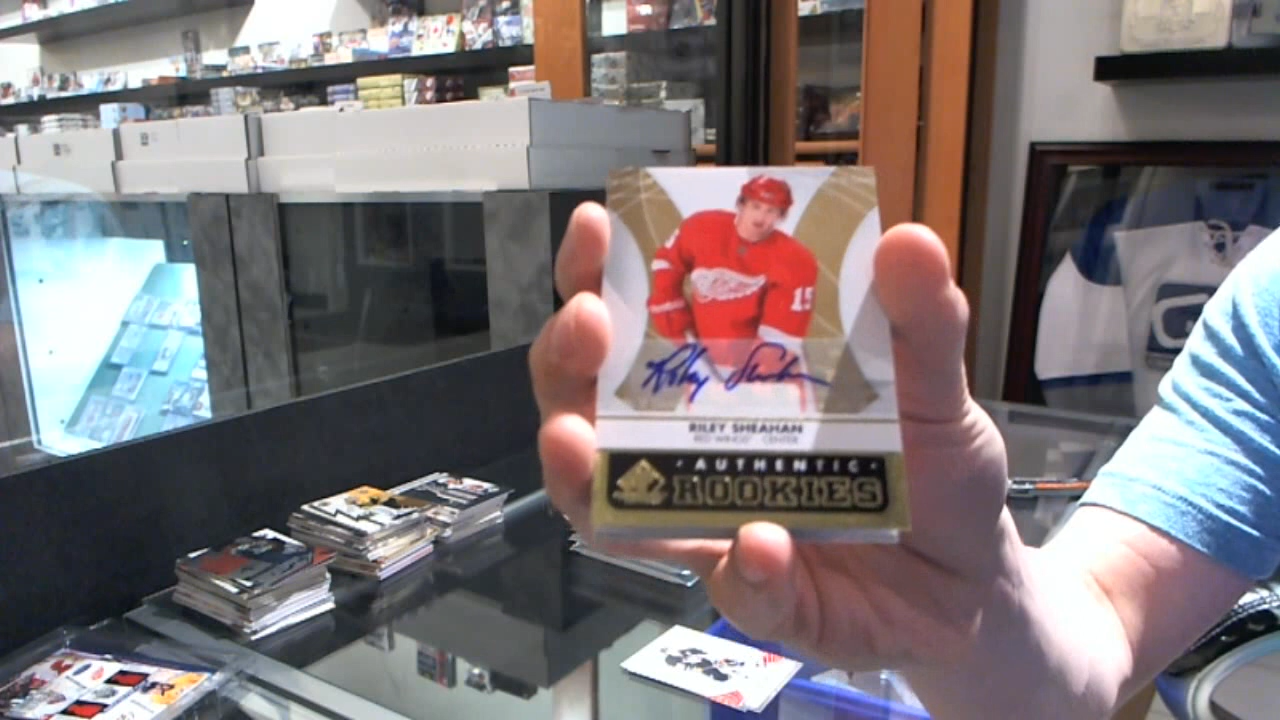 15
Riley Sheahan
RILEY SHEAHAN
RED WINGS CENTER
· AUTHENTIC ·
ROOKIES